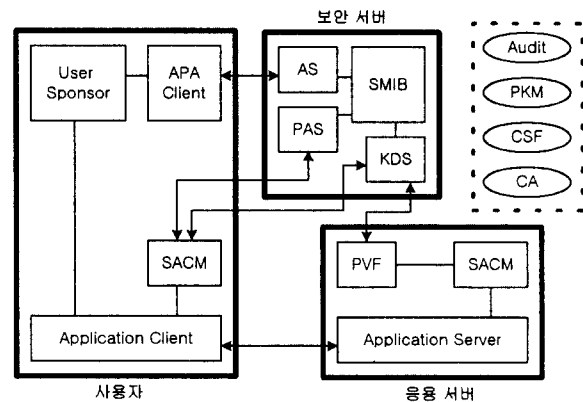 보안 서버
User
Sponsor
APA
Client
AS
SMIB
PAS
KDS
Audit
PKM
CSF
CA
SACM
Application Client
PVF
SACM
Application Server
사용자
응용 서버